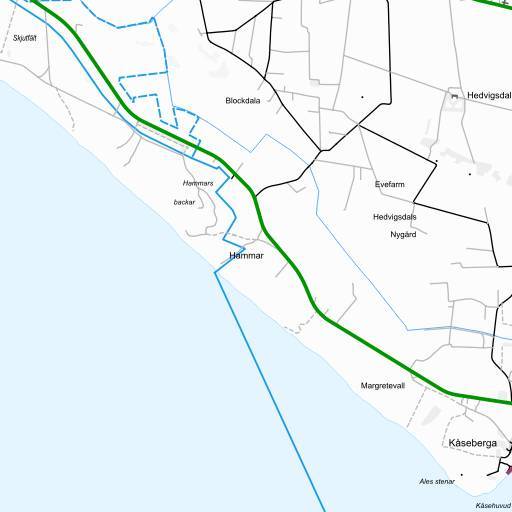 Skjutfält
Hedvigsdal
Blockdala
Hammars
backar
Evefarm
Hedvigsdals
Nygård
Hammar
Margretevall
Kåseberga
Ales stenar
Kåsehuvud